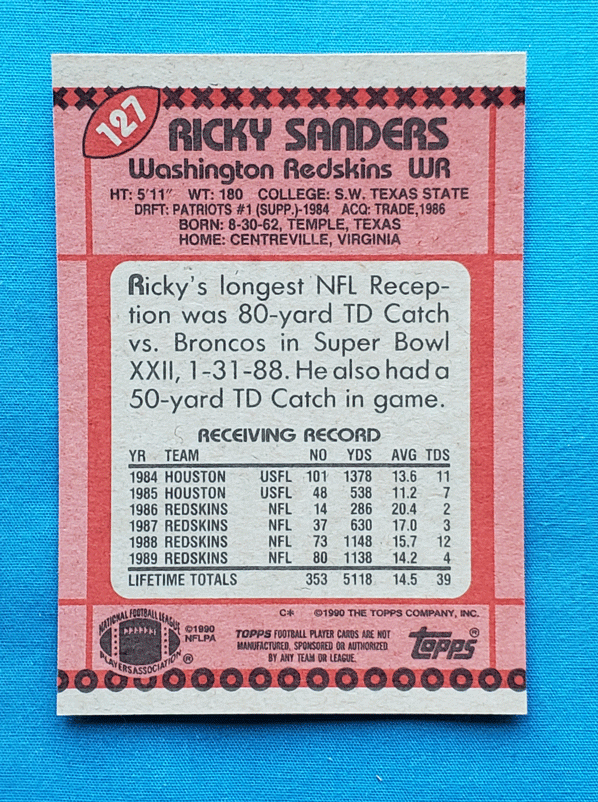 127
RICKY SANDERS
Washington Redskins WR
HT: 5'11" WT: 180 COLLEGE: S.W. TEXAS STATE
DRFT: PATRIOTS #1 (SUPP.)-1984 ACQ: TRADE,1986
BORN: 8-30-62, TEMPLE, TEXAS
HOME: CENTREVILLE, VIRGINIA
Ricky's longest NFL Recep-
tion was 80-yard TD Catch
vs. Broncos in Super Bowl
XXII, 1-31-88. He also had a
50-yard TD Catch in game.
RECEIVING RECORD
YR TEAM NO YDS AVG TDS
1984 HOUSTON USFL 101 1378 13.6 11
1985 HOUSTON USFL 48 538 11.2 7
1986 REDSKINS NFL 14 286 20.4 2
1987 REDSKINS NFL 37 630 17.0 3
1988 REDSKINS NFL 73 1148 15.7 12
1989 REDSKINS NFL 80 1138 14.2 4
LIFETIME TOTALS 353 5118 14.5 39
C* ©1990 THE TOPPS COMPANY, INC.
NATIONAL FOOTBALL LEAGUE
PLAYERS ASSOCIATION ®
©1990
NFLPA
TOPPS FOOTBALL PLAYER CARDS ARE NOT
MANUFACTURED, SPONSORED OR AUTHORIZED
BY ANY TEAM OR LEAGUE.
topps®